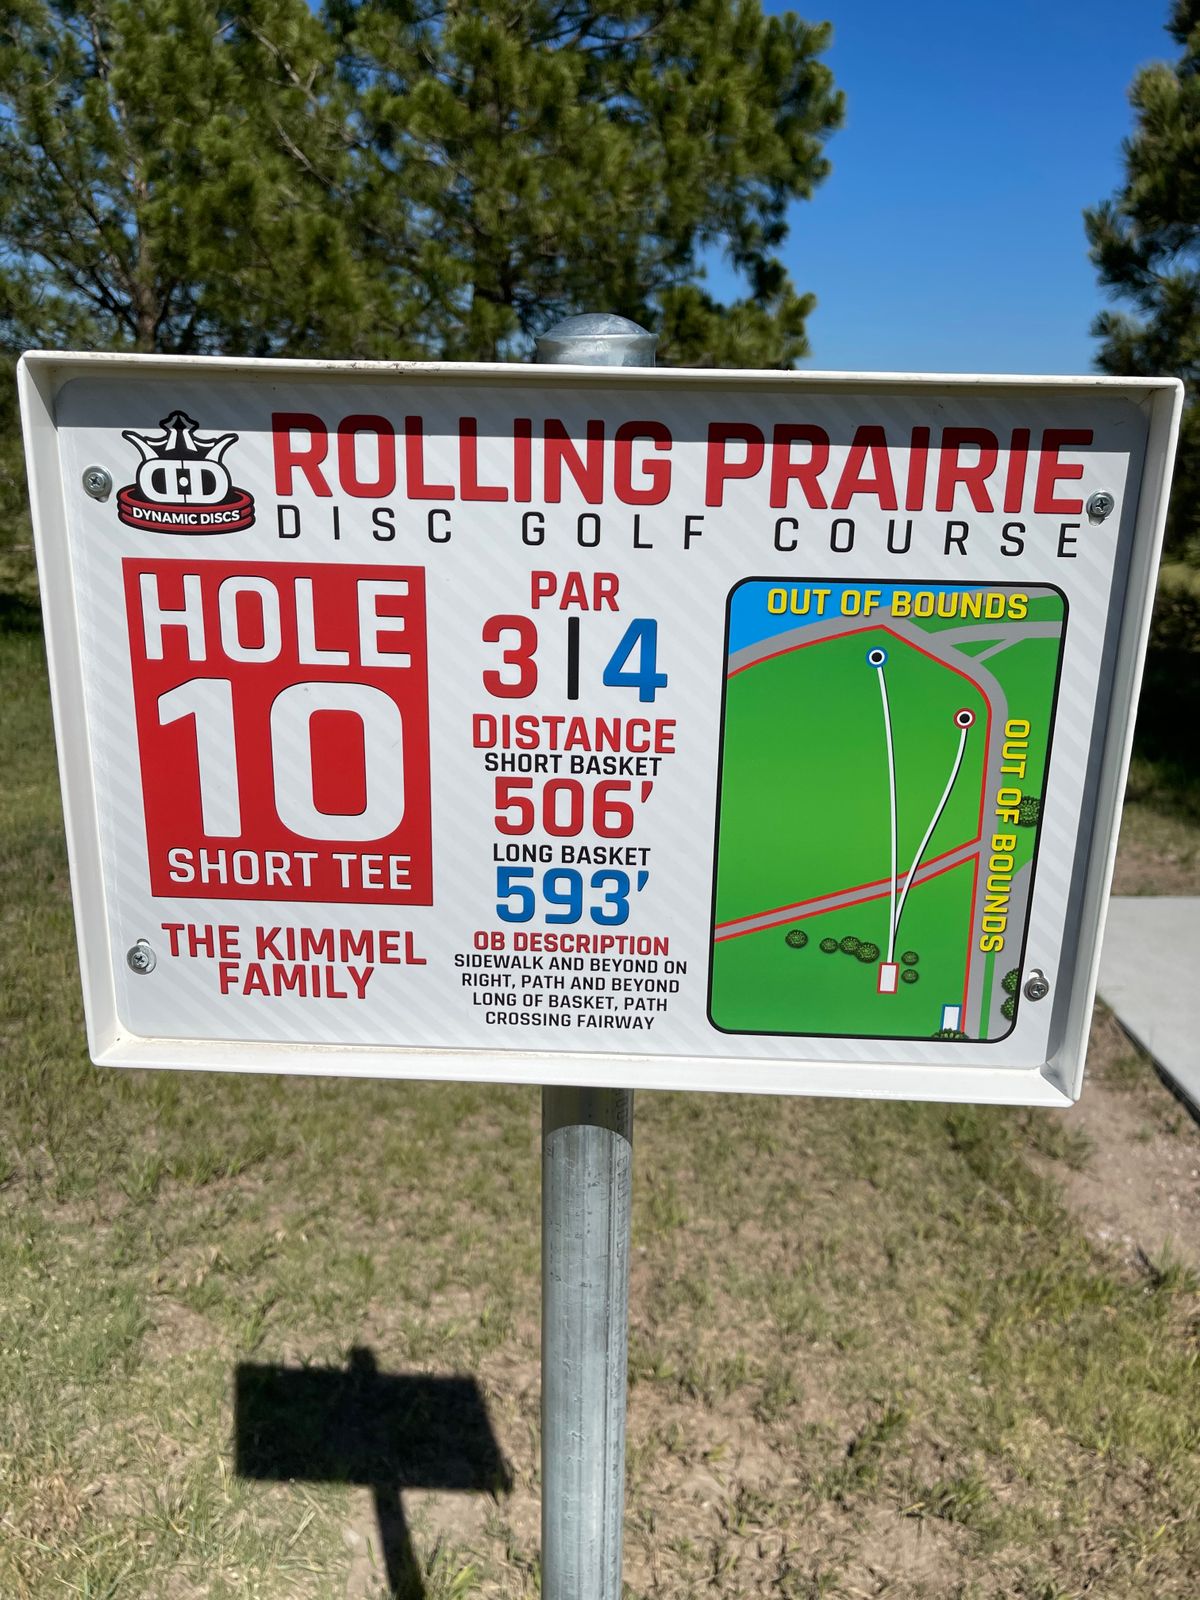 DYNAMIC DISCS
ROLLING PRAIRIE
DISC GOLF COURSE
HOLE
10
SHORT TEE
THE KIMMEL
FAMILY
PAR
3|4
DISTANCE
SHORT BASKET
506'
LONG BASKET
593'
OB DESCRIPTION
SIDEWALK AND BEYOND ON
RIGHT, PATH AND BEYOND
LONG OF BASKET, PATH
CROSSING FAIRWAY
OUT OF BOUNDS
OUT OF BOUNDS